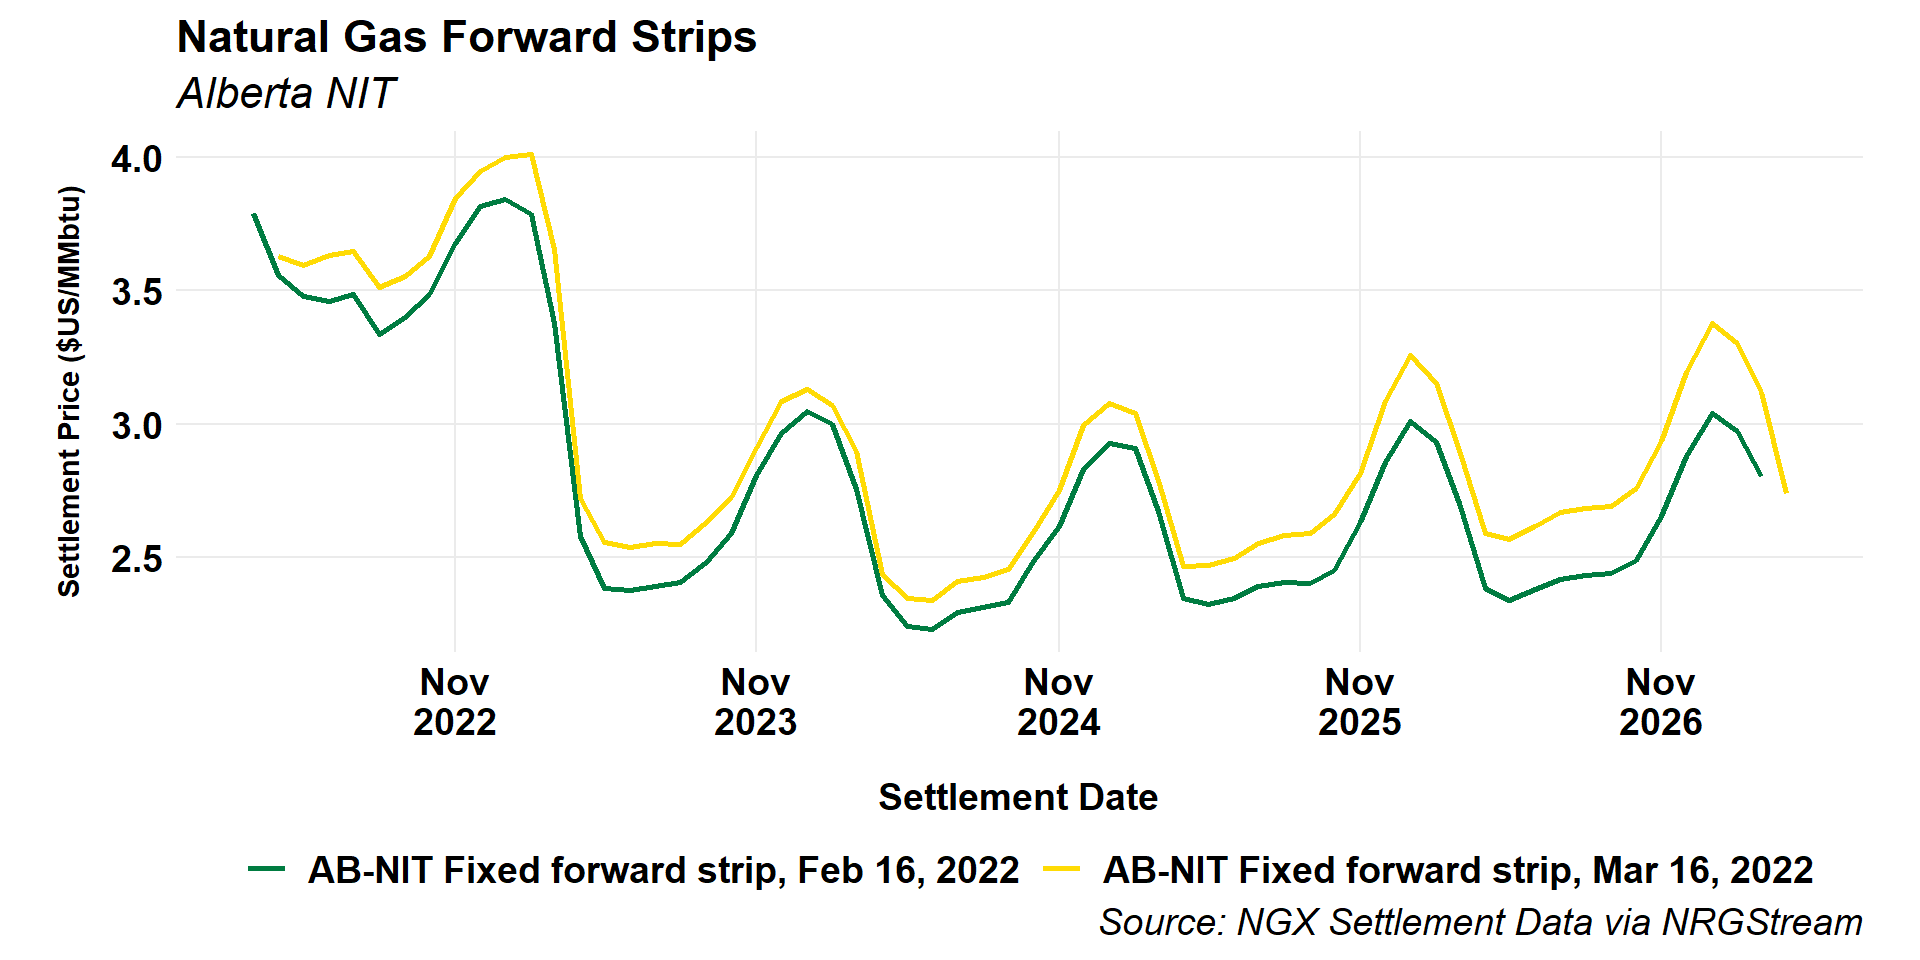 Natural Gas Forward Strips
Alberta NIT
Settlement Price ($US/MMbtu)
4.0
3.5
3.0
2.5
Nov
2022
Nov
2023
Nov
2024
Nov
2025
Nov
2026
Settlement Date
AB-NIT Fixed forward strip, Feb 16, 2022
AB-NIT Fixed forward strip, Mar 16, 2022
Source: NGX Settlement Data via NRGStream